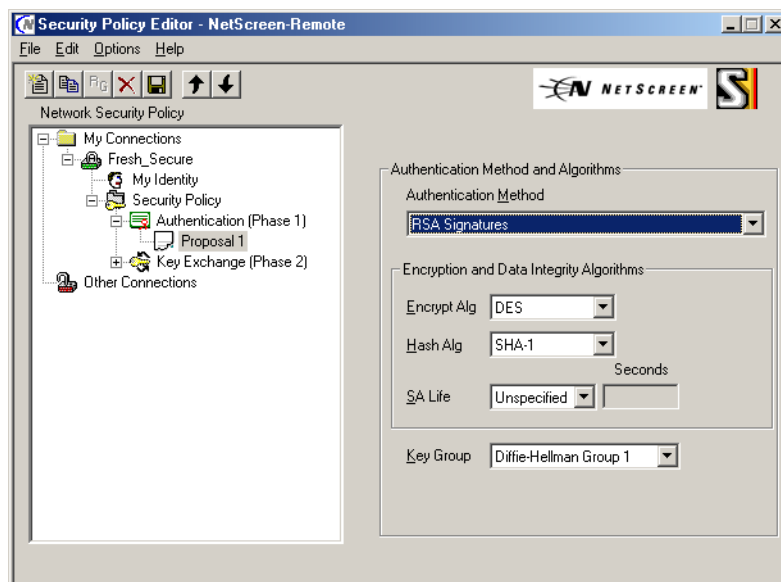 Security Policy Editor - NetScreen-Remote
File Edit Options Help
NETSCREEN
Network Security Policy
My Connections
Fresh_Secure
My Identity
Security Policy
Authentication (Phase 1)
Proposal 1
Key Exchange (Phase 2)
Other Connections
Authentication Method and Algorithms
Authentication Method
RSA Signatures
Encryption and Data Integrity Algorithms
Encrypt Alg DES
Hash Alg SHA-1
Seconds
SA Life Unspecified
Key Group Diffie-Hellman Group 1